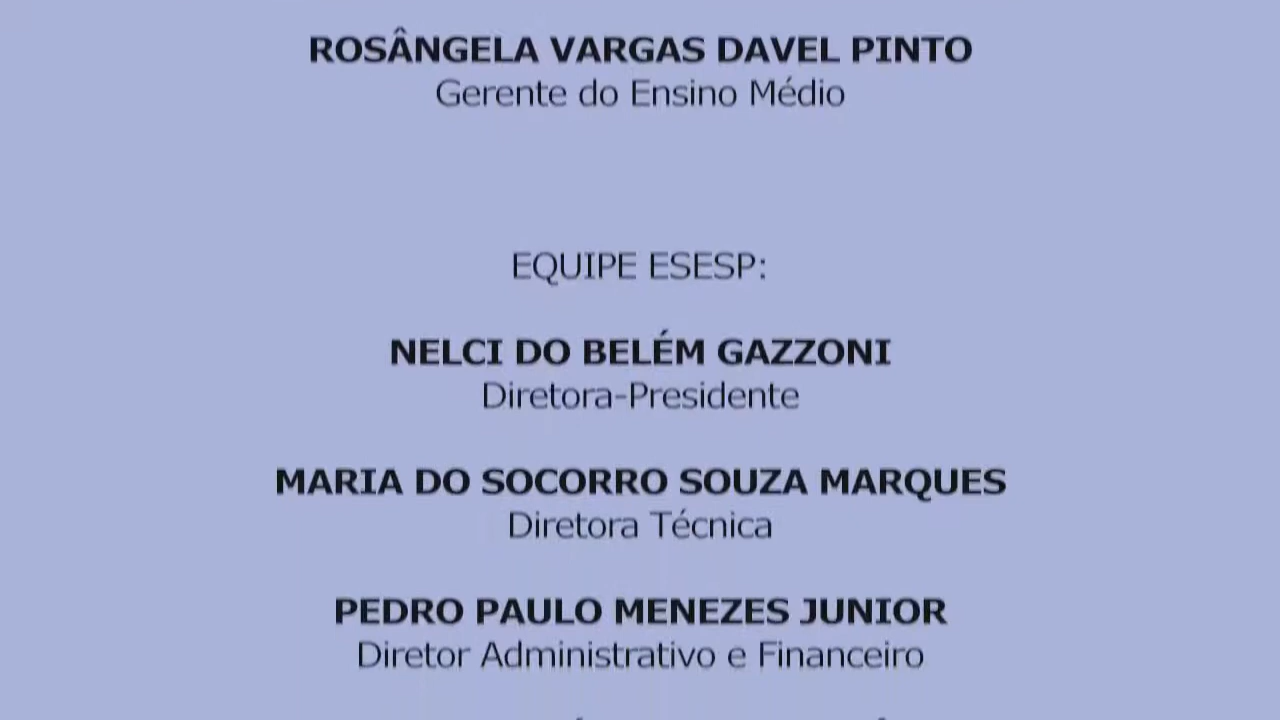 ROSÂNGELA VARGAS DAVEL PINTO
Gerente do Ensino Médio
EQUIPE ESESP:
NELCI DO BELÉM GAZZONI
Diretora-Presidente
MARIA DO SOCORRO SOUZA MARQUES
Diretora Técnica
PEDRO PAULO MENEZES JUNIOR
Diretor Administrativo e Financeiro